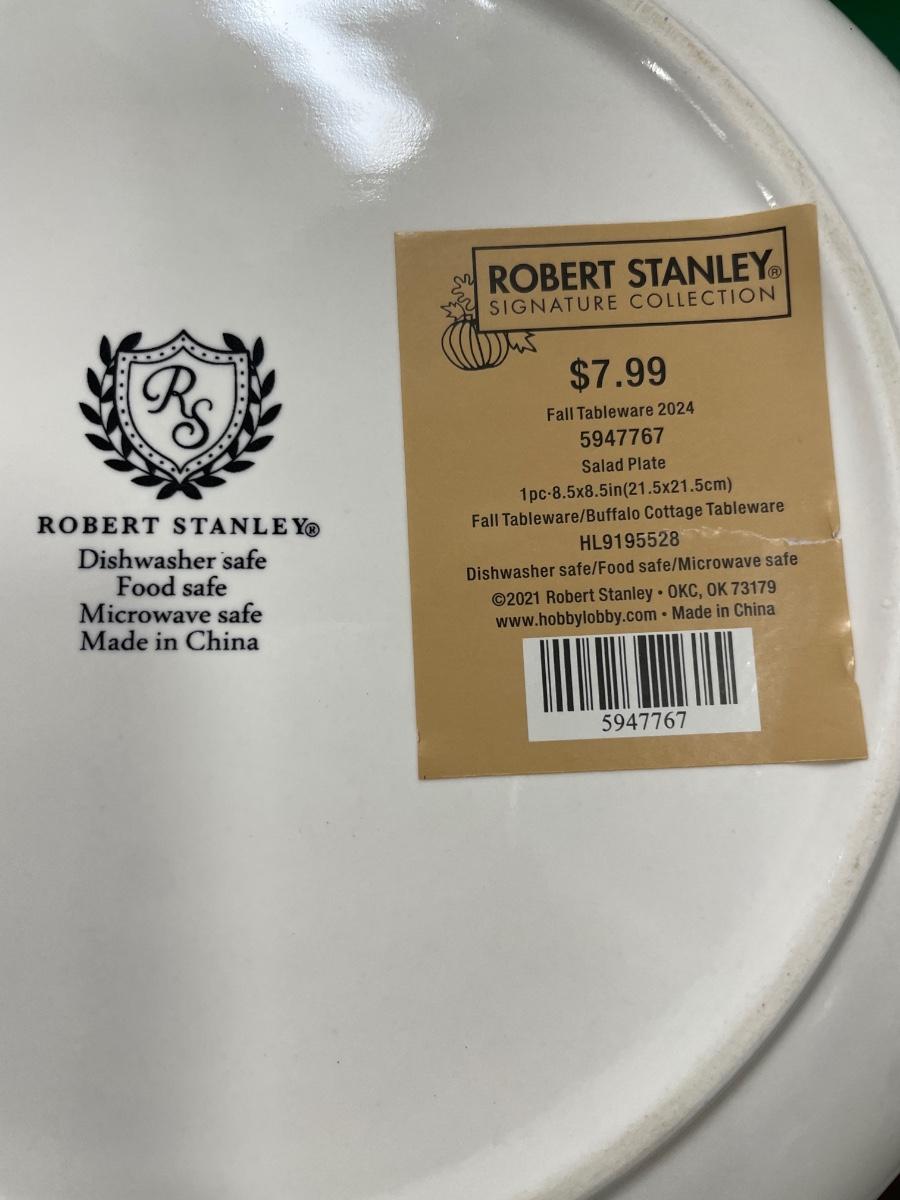 RS
ROBERT STANLEY®
Dishwasher safe
Food safe
Microwave safe
Made in China
ROBERT STANLEY®
SIGNATURE COLLECTION
$7.99
Fall Tableware 2024
5947767
Salad Plate
1pc·8.5x8.5in(21.5x21.5cm)
Fall Tableware/Buffalo Cottage Tableware
HL9195528
Dishwasher safe/Food safe/Microwave safe
©2021 Robert Stanley • OKC, OK 73179
www.hobbylobby.com • Made in China
5947767